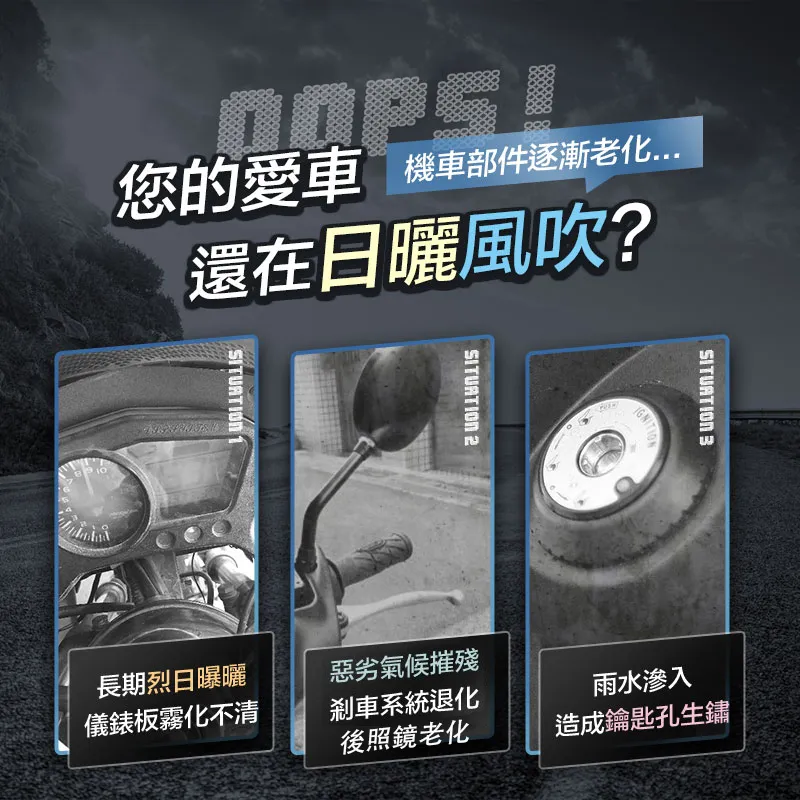 OOPS!
您的愛車
機車部件逐漸老化...
還在日曬風吹?
SITUATION 1
SITUATION 2
SITUATION 3
PUSH
IGNITION
長期烈日曝曬
儀錶板霧化不清
惡劣氣候摧殘
剎車系統退化
後照鏡老化
雨水滲入
造成鑰匙孔生鏽